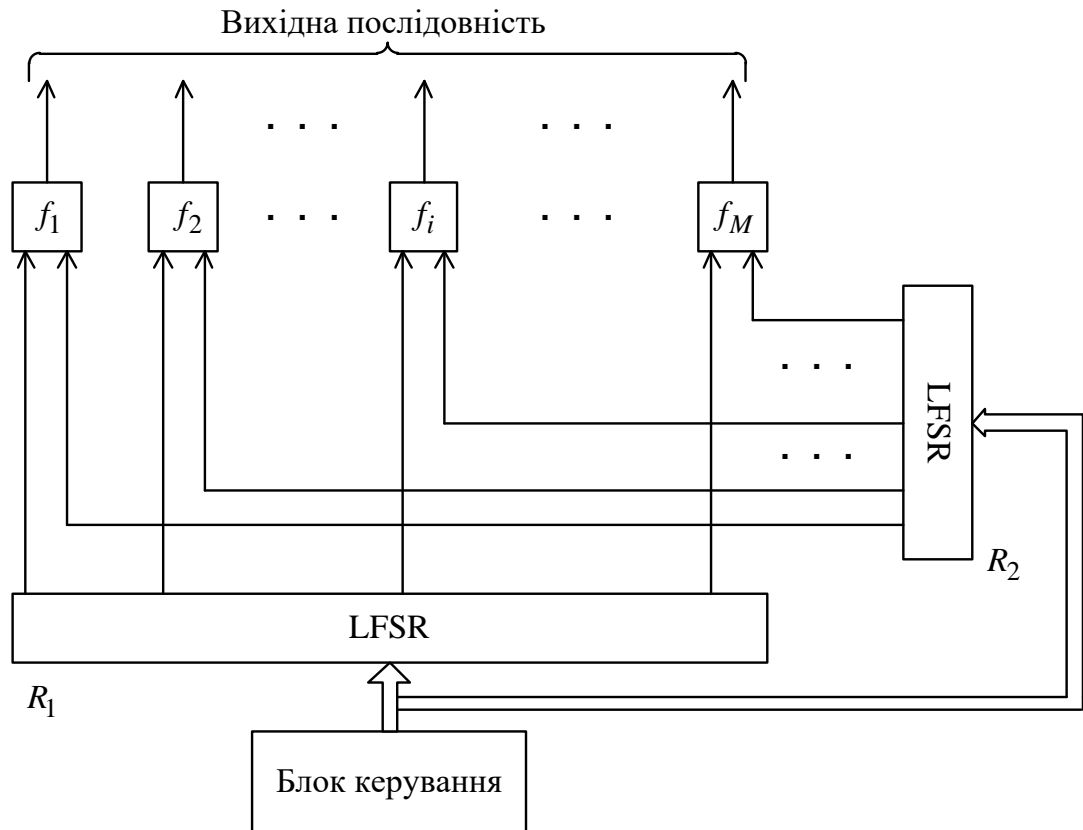 Вихідна послідовність
. . . . . .
f1 f2 . . . fi . . . fM
. . .
LFSR
. . .
R2
LFSR
R1
Блок керування